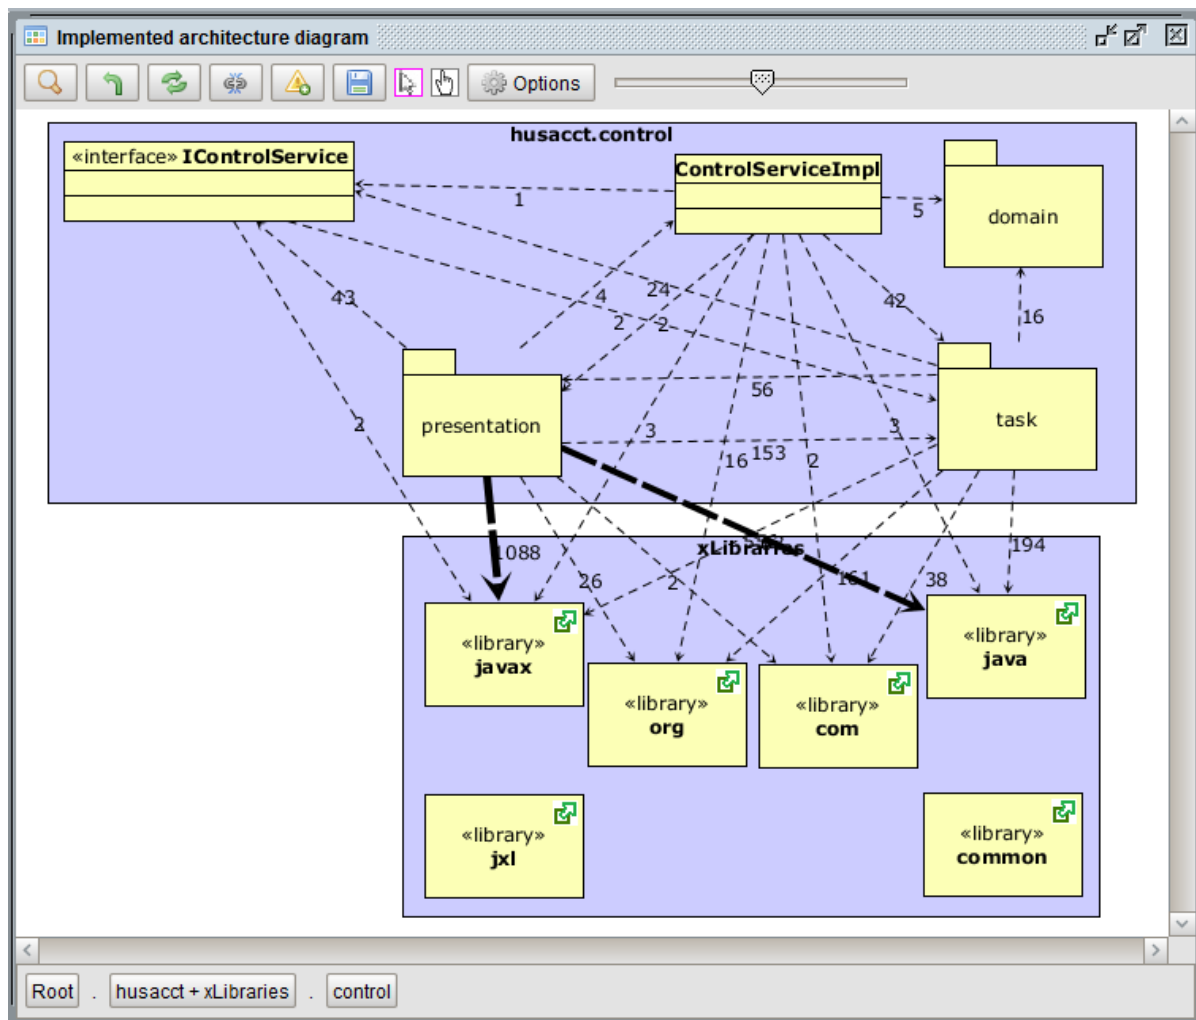 Implemented architecture diagram
Options
husacct.control
«interface» IControlService
ControlServiceImpl
domain
1
5
43
4
24
42
16
2
2
presentation
task
56
2
3
3
16
153
2
xLibraries
1088
194
26
2
161
38
«library»
javax
«library»
org
«library»
com
«library»
java
«library»
jxl
«library»
common
Root . husacct + xLibraries . control